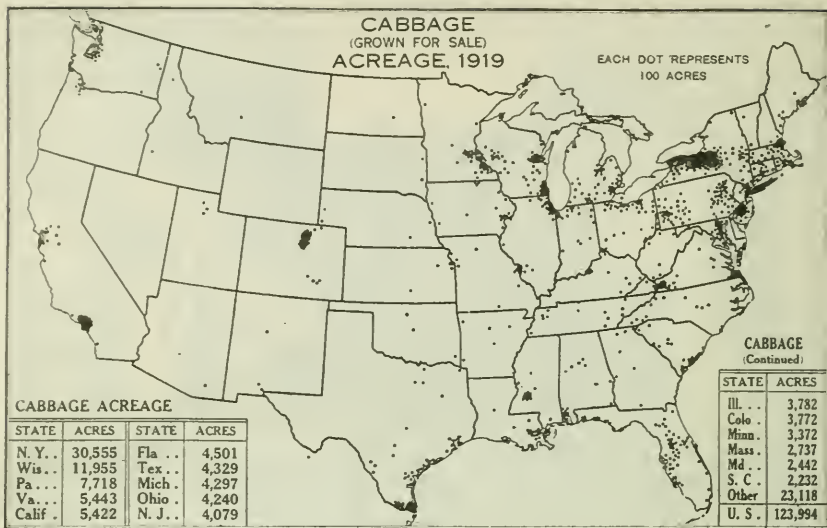 CABBAGE
(GROWN FOR SALE)
ACREAGE, 1919
EACH DOT REPRESENTS
100 ACRES
CABBAGE ACREAGE
STATE ACRES STATE ACRES
N. Y.. 30,555 Fla .. 4,501
Wis.. 11,955 Tex.. 4,329
Pa... 7,718 Mich. 4,297
Va... 5,443 Ohio. 4,240
Calif. 5,422 N. J.. 4,079
CABBAGE
(Continued)
STATE ACRES
Ill. .. 3,782
Colo. 3,772
Minn. 3,372
Mass. 2,737
Md .. 2,442
S. C. 2,232
Other 23,118
U. S. 123,994